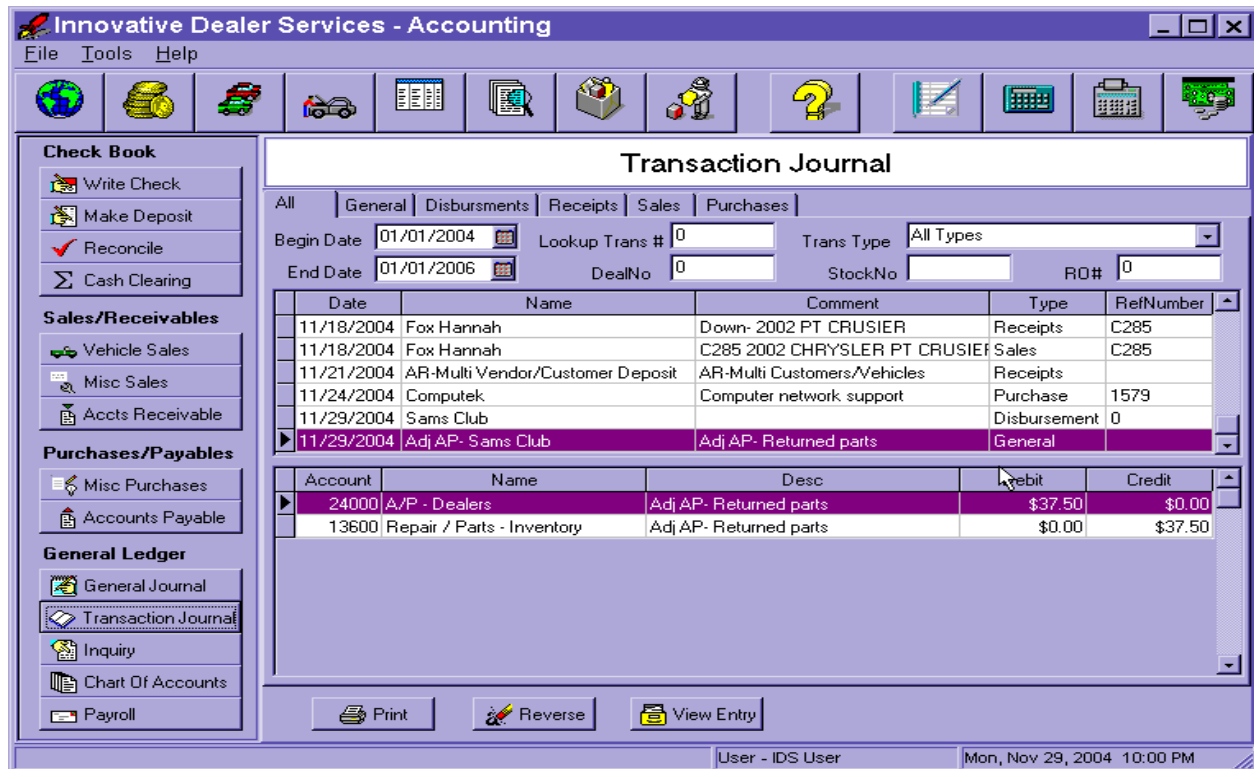 Innovative Dealer Services - Accounting
File Tools Help
Check Book
Write Check
Make Deposit
Reconcile
Cash Clearing
Sales/Receivables
Vehicle Sales
Misc Sales
Accts Receivable
Purchases/Payables
Misc Purchases
Accounts Payable
General Ledger
General Journal
Transaction Journal
Inquiry
Chart Of Accounts
Payroll
Transaction Journal
All General Disbursments Receipts Sales Purchases
Begin Date 01/01/2004 Lookup Trans # 0 Trans Type All Types
End Date 01/01/2006 DealNo 0 StockNo RO# 0
Date Name Comment Type RefNumber
11/18/2004 Fox Hannah Down- 2002 PT CRUSIER Receipts C285
11/18/2004 Fox Hannah C285 2002 CHRYSLER PT CRUSIER Sales C285
11/21/2004 AR-Multi Vendor/Customer Deposit AR-Multi Customers/Vehicles Receipts
11/24/2004 Computek Computer network support Purchase 1579
11/29/2004 Sams Club Disbursement 0
11/29/2004 Adj AP- Sams Club Adj AP- Returned parts General
Account Name Desc Debit Credit
24000 A/P - Dealers Adj AP- Returned parts $37.50 $0.00
13600 Repair / Parts - Inventory Adj AP- Returned parts $0.00 $37.50
Print Reverse View Entry
User - IDS User Mon, Nov 29, 2004 10:00 PM